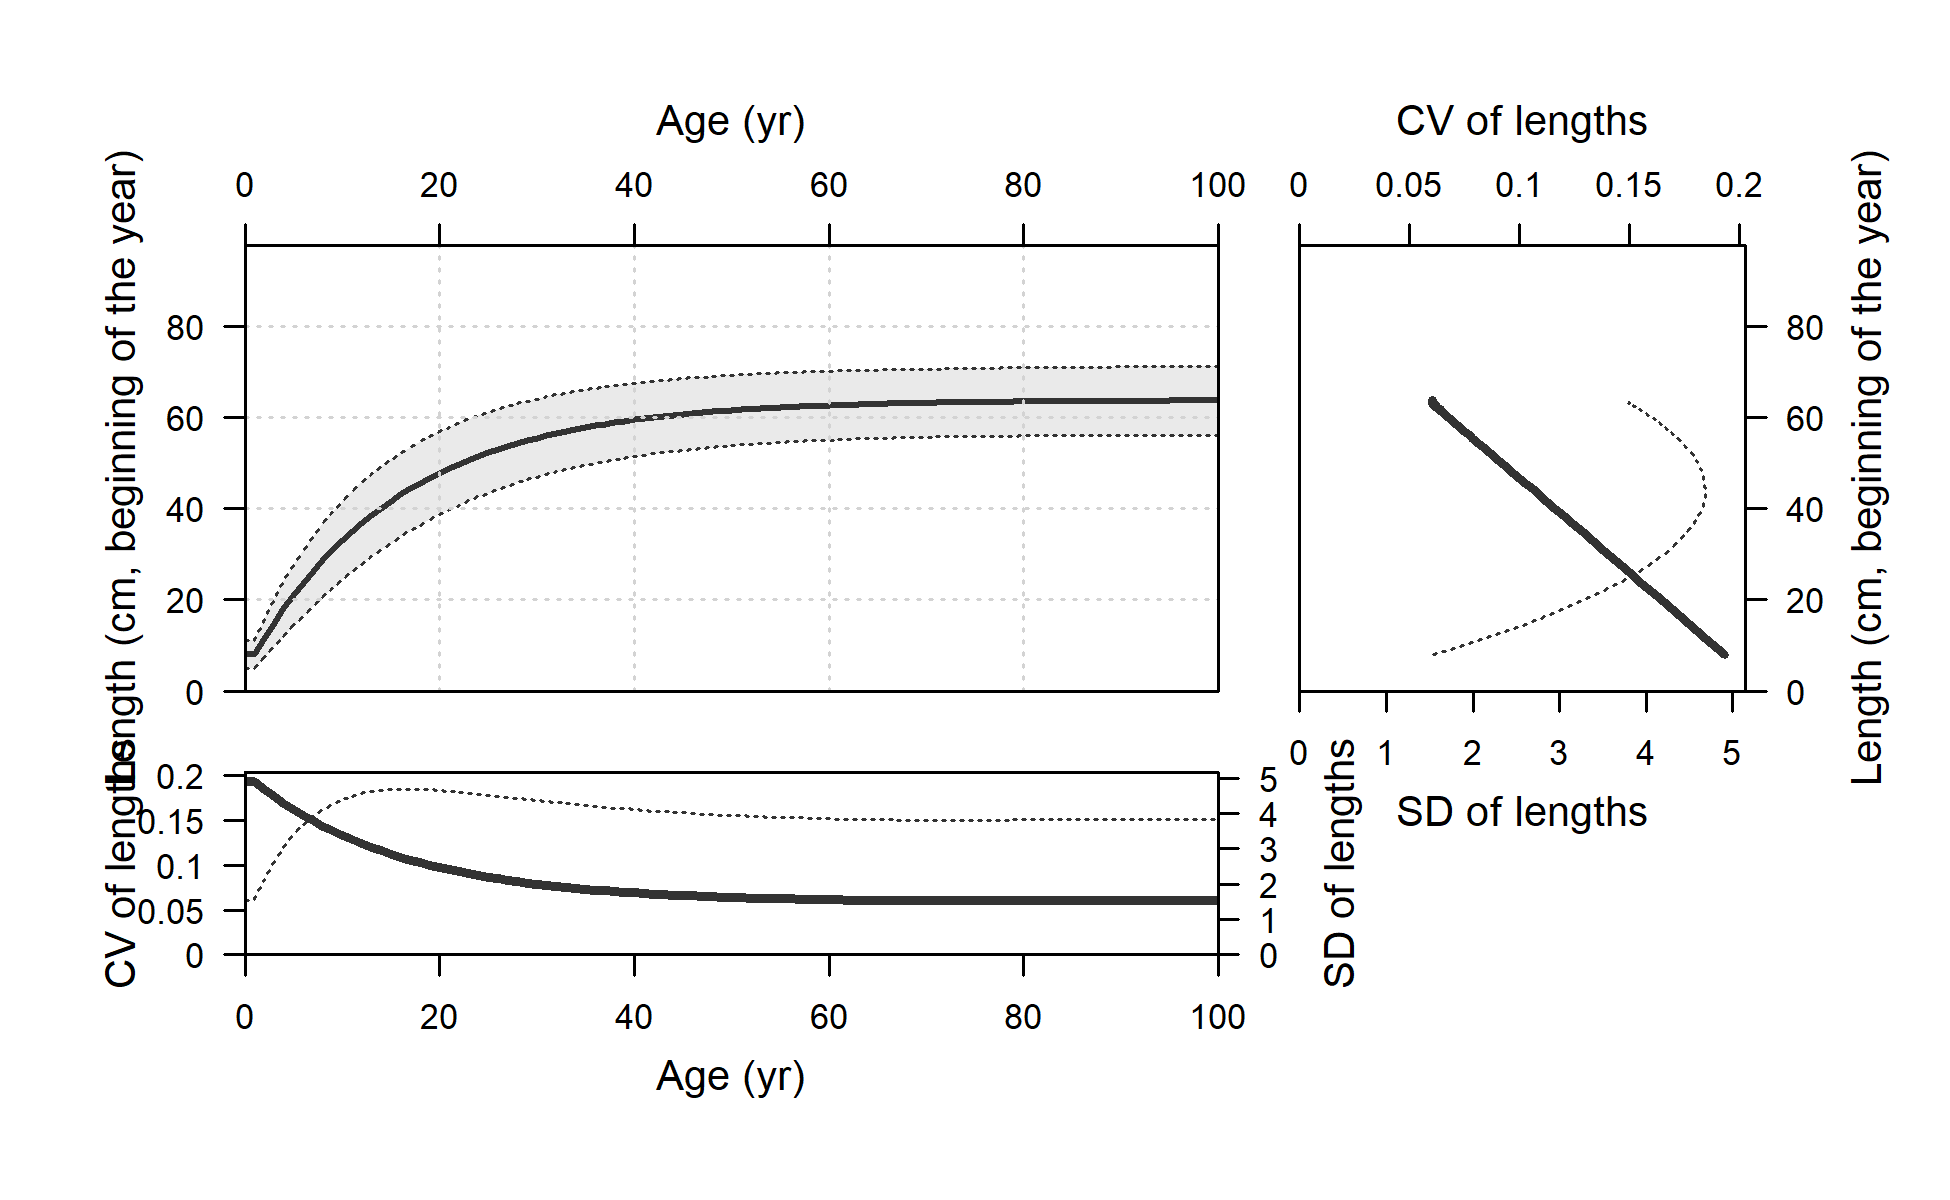 Age (yr)
CV of lengths
0 20 40 60 80 100
0 0.05 0.1 0.15 0.2
Length (cm, beginning of the year)
80
60
40
20
0
80
60
40
20
0
Length (cm, beginning of the year)
0 1 2 3 4 5
SD of lengths
CV of lengths
0.2
0.15
0.1
0.05
0
5
4
3
2
1
0
SD of lengths
0 20 40 60 80 100
Age (yr)